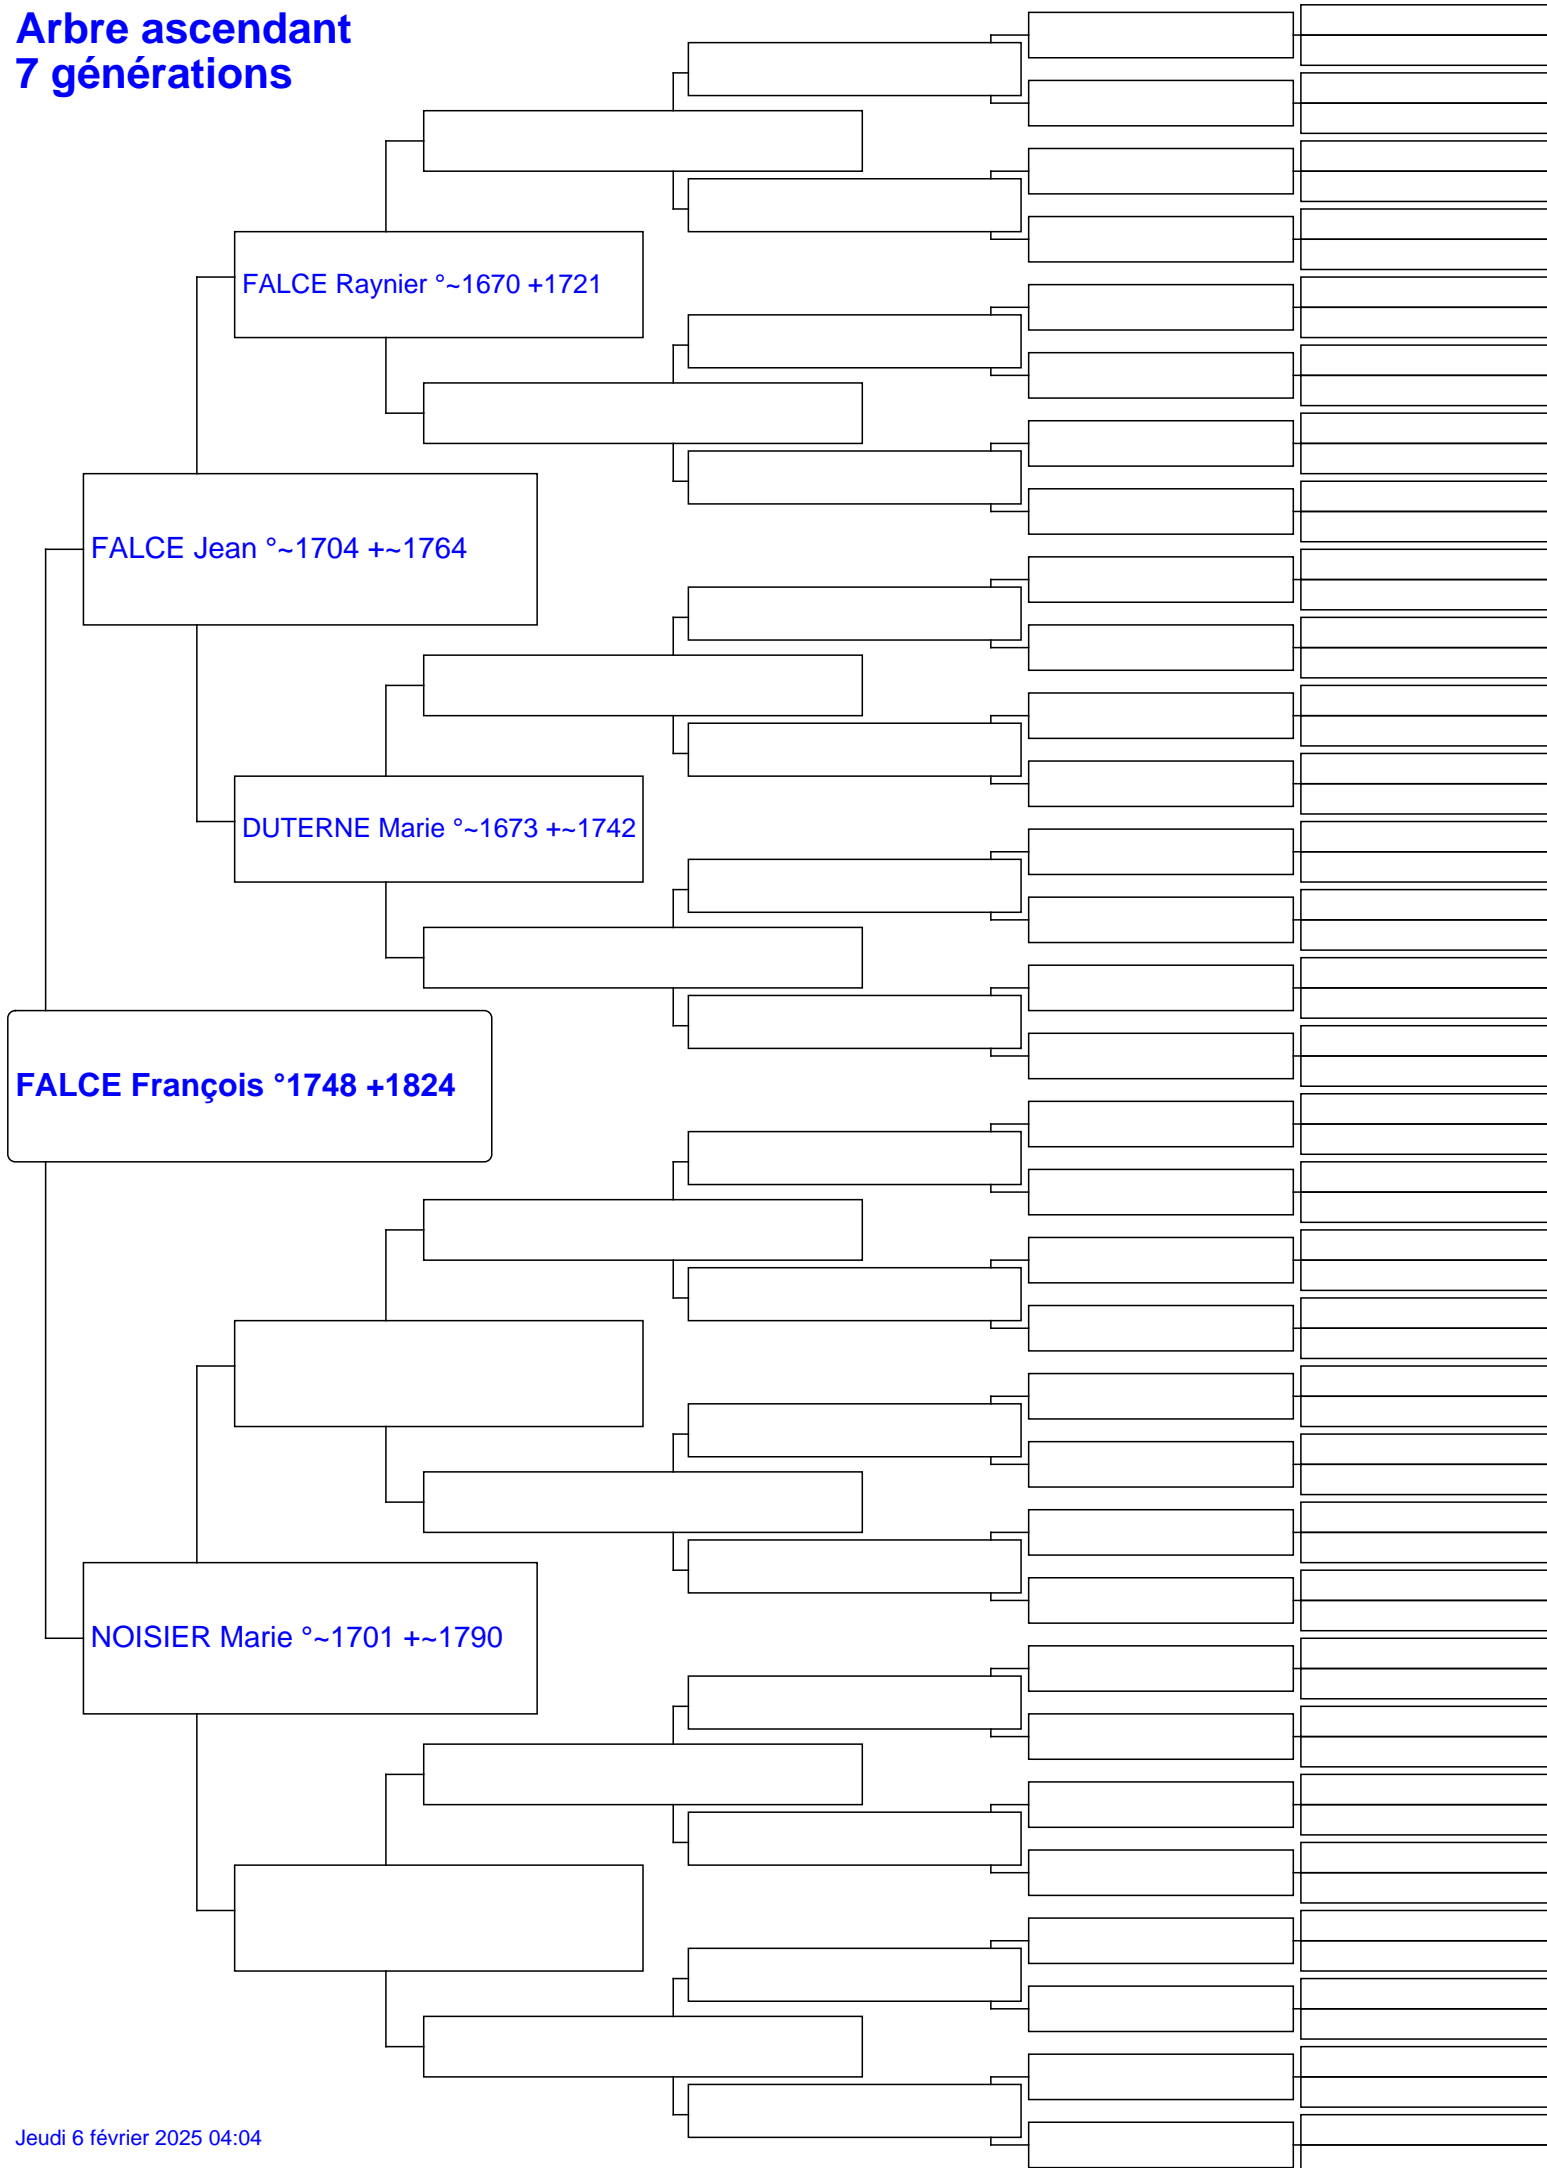 Arbre ascendant
7 générations
FALCE Raynier °~1670 +1721
FALCE Jean °~1704 +~1764
DUTERNE Marie °~1673 +~1742
FALCE François °1748 +1824
NOISIER Marie °~1701 +~1790
Jeudi 6 février 2025 04:04